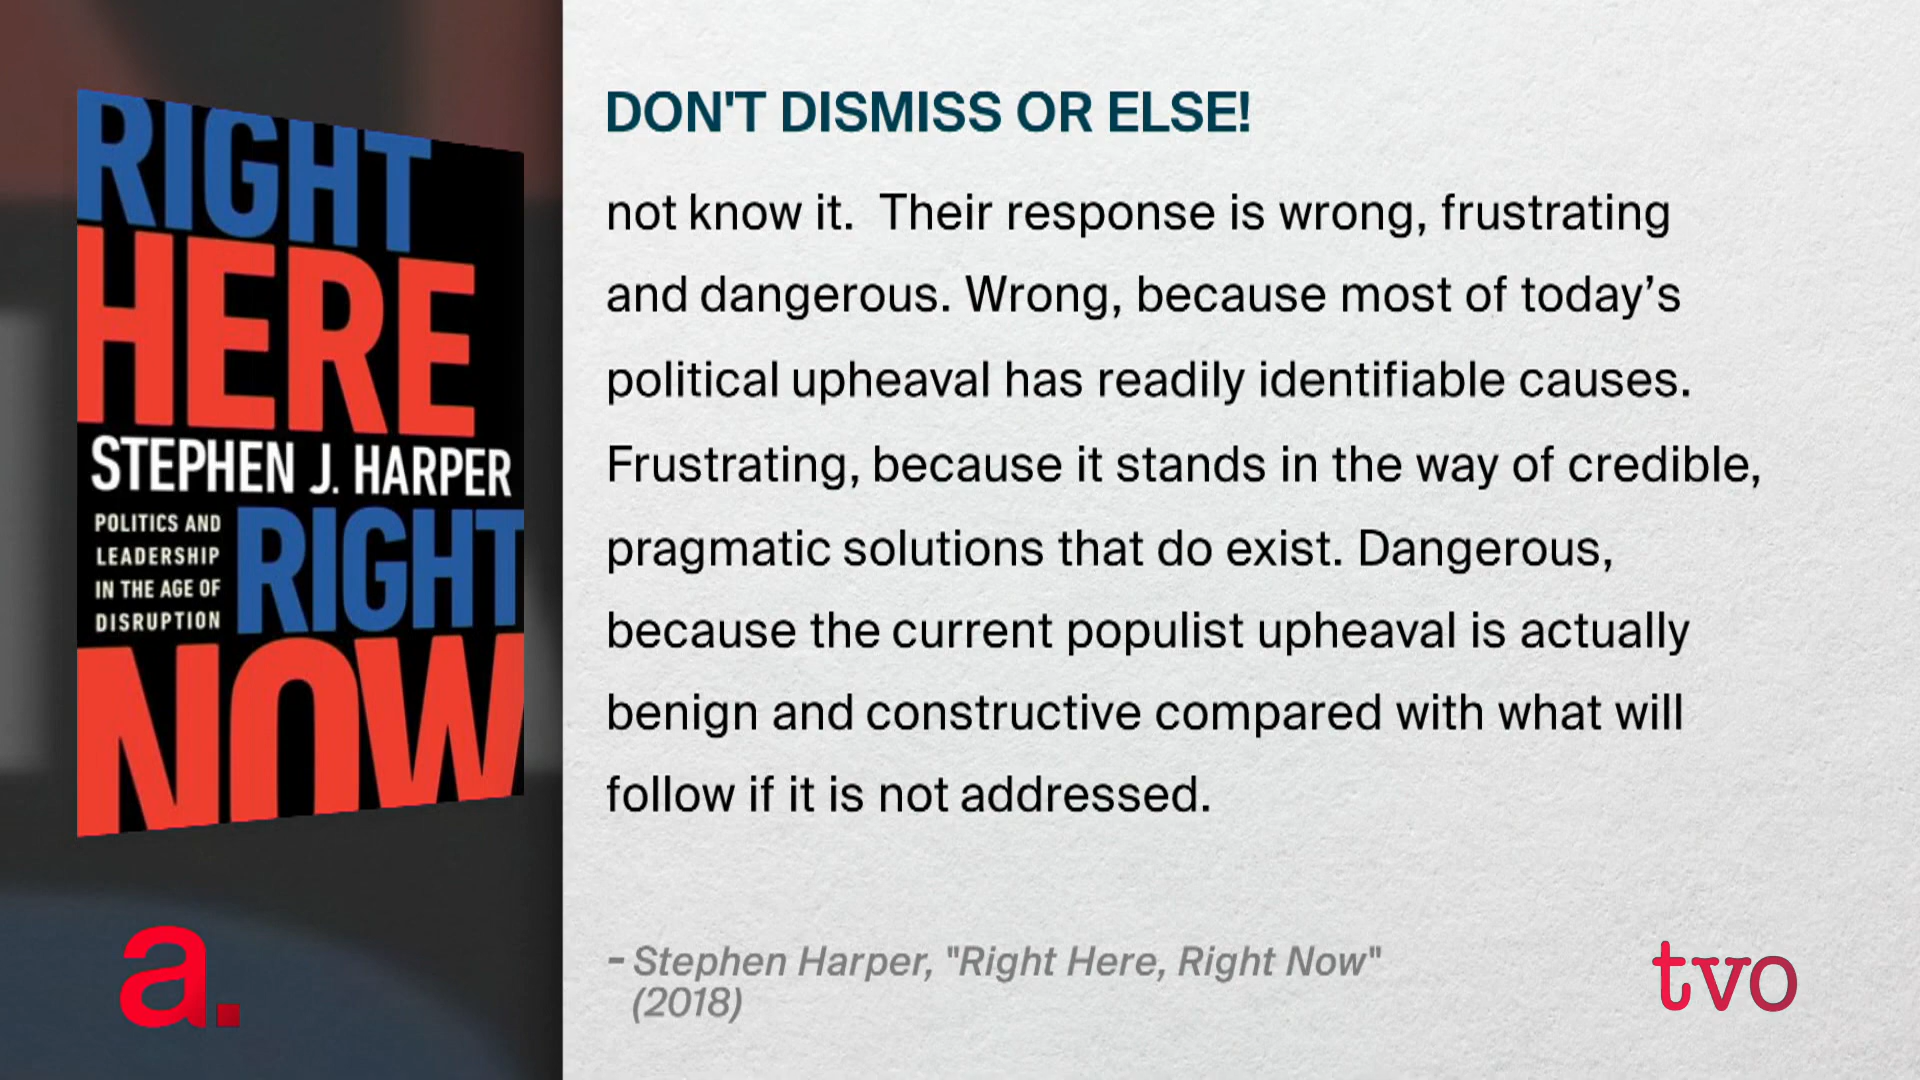 RIGHT
HERE
STEPHEN J. HARPER
POLITICS AND
LEADERSHIP
IN THE AGE OF
DISRUPTION
RIGHT
NOW
a.
DON'T DISMISS OR ELSE!
not know it.  Their response is wrong, frustrating
and dangerous. Wrong, because most of today’s
political upheaval has readily identifiable causes.
Frustrating, because it stands in the way of credible,
pragmatic solutions that do exist. Dangerous,
because the current populist upheaval is actually
benign and constructive compared with what will
follow if it is not addressed.
- Stephen Harper, "Right Here, Right Now"
(2018)
tvo